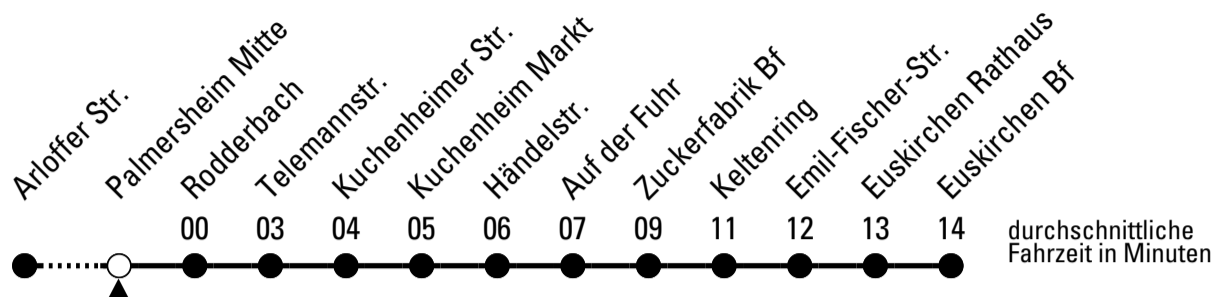 Arloffer Str.
Palmersheim Mitte
Rodderbach
Telemannstr.
Kuchenheimer Str.
Kuchenheim Markt
Händelstr.
Auf der Fuhr
Zuckerfabrik Bf
Keltenring
Emil-Fischer-Str.
Euskirchen Rathaus
Euskirchen Bf
00 03 04 05 06 07 09 11 12 13 14
durchschnittliche
Fahrzeit in Minuten